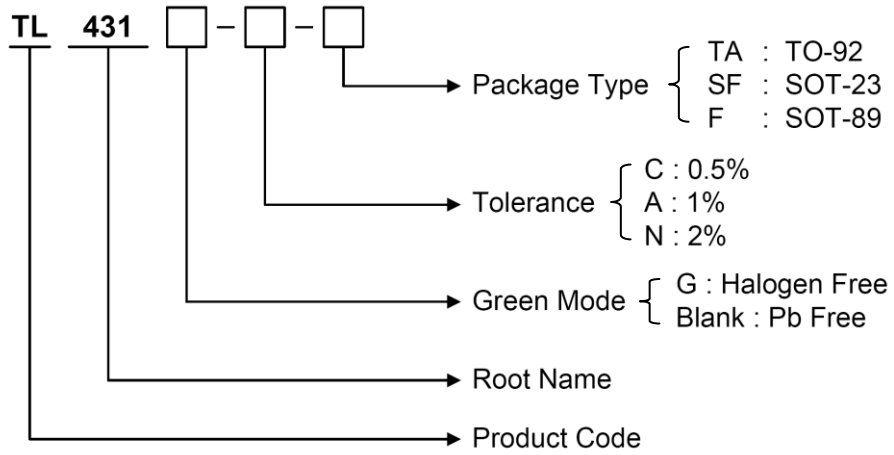 TL 431 – –
Package Type
TA : TO-92
SF : SOT-23
F : SOT-89
Tolerance
C : 0.5%
A : 1%
N : 2%
Green Mode
G : Halogen Free
Blank : Pb Free
Root Name
Product Code